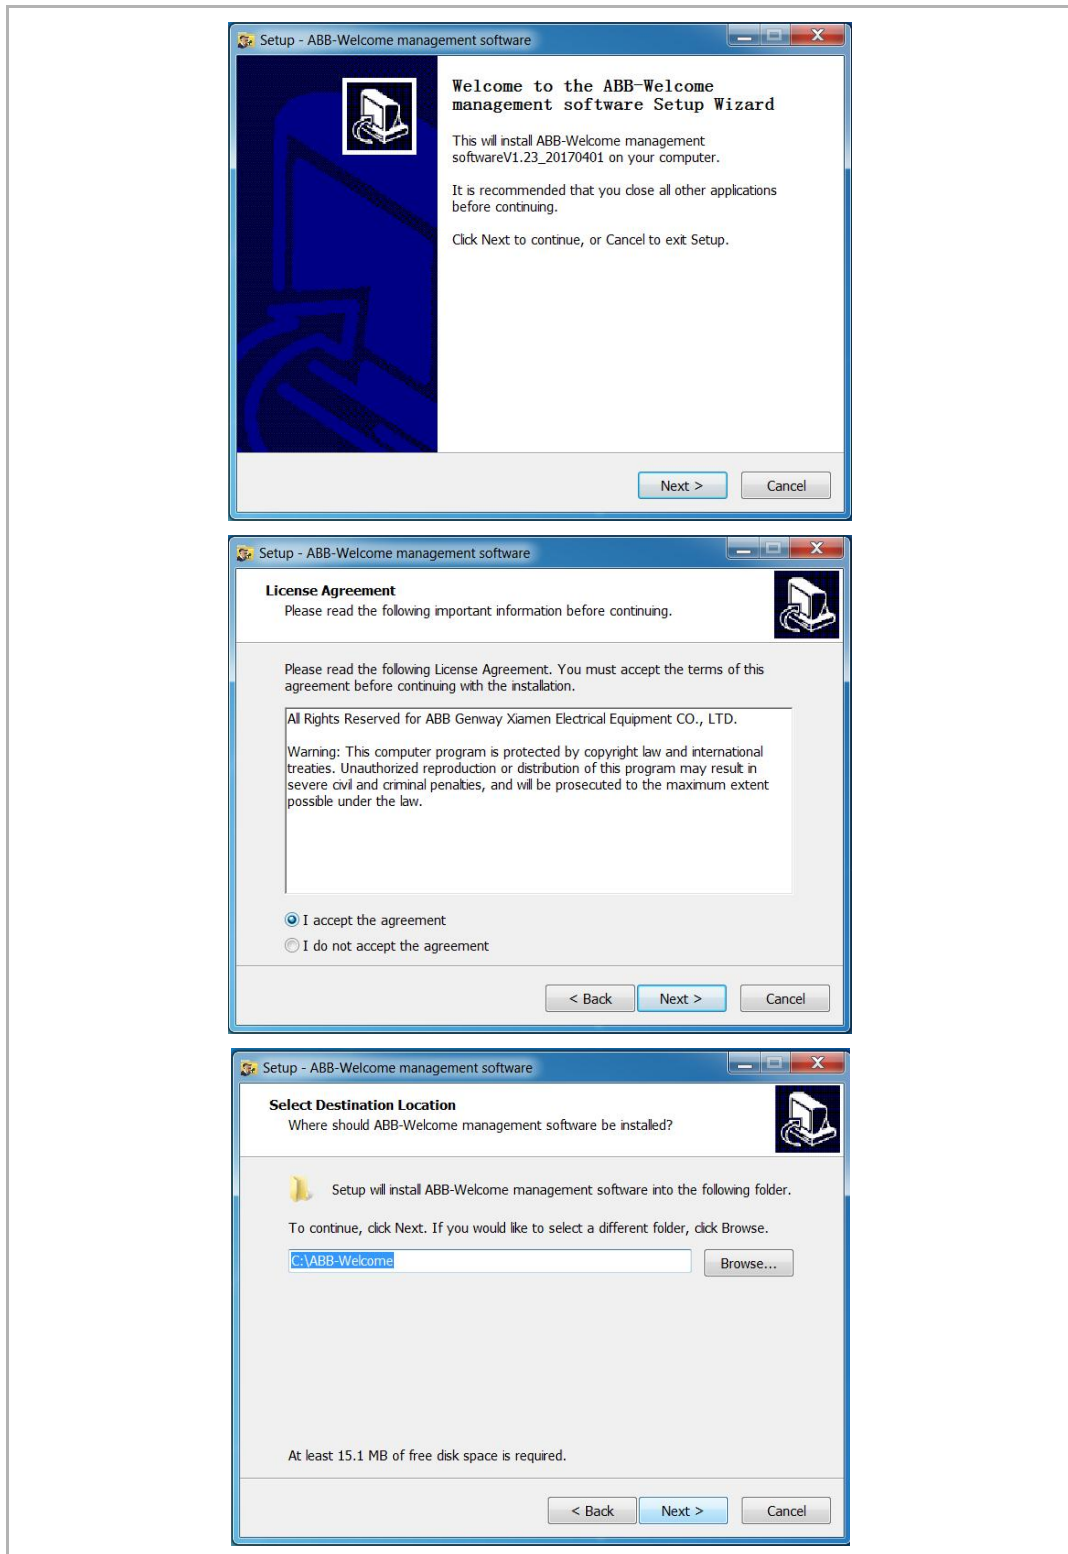 Setup - ABB-Welcome management software
Welcome to the ABB-Welcome
management software Setup Wizard
This will install ABB-Welcome management
softwareV1.23_20170401 on your computer.
It is recommended that you close all other applications
before continuing.
Click Next to continue, or Cancel to exit Setup.
Next >
Cancel
Setup - ABB-Welcome management software
License Agreement
Please read the following important information before continuing.
Please read the following License Agreement. You must accept the terms of this
agreement before continuing with the installation.
All Rights Reserved for ABB Genway Xiamen Electrical Equipment CO., LTD.
Warning: This computer program is protected by copyright law and international
treaties. Unauthorized reproduction or distribution of this program may result in
severe civil and criminal penalties, and will be prosecuted to the maximum extent
possible under the law.
I accept the agreement
I do not accept the agreement
< Back
Next >
Cancel
Setup - ABB-Welcome management software
Select Destination Location
Where should ABB-Welcome management software be installed?
Setup will install ABB-Welcome management software into the following folder.
To continue, click Next. If you would like to select a different folder, click Browse.
C:\ABB-Welcome
Browse...
At least 15.1 MB of free disk space is required.
< Back
Next >
Cancel